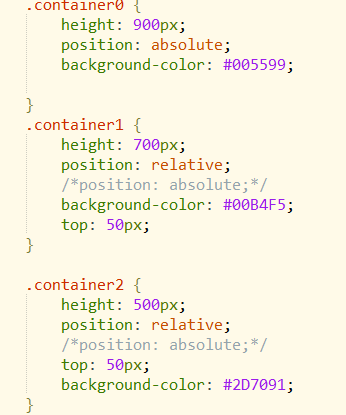 .container0 {
height: 900px;
position: absolute;
background-color: #005599;
}
.container1 {
height: 700px;
position: relative;
/*position: absolute;*/
background-color: #00B4F5;
top: 50px;
}
.container2 {
height: 500px;
position: relative;
/*position: absolute;*/
top: 50px;
background-color: #2D7091;
}